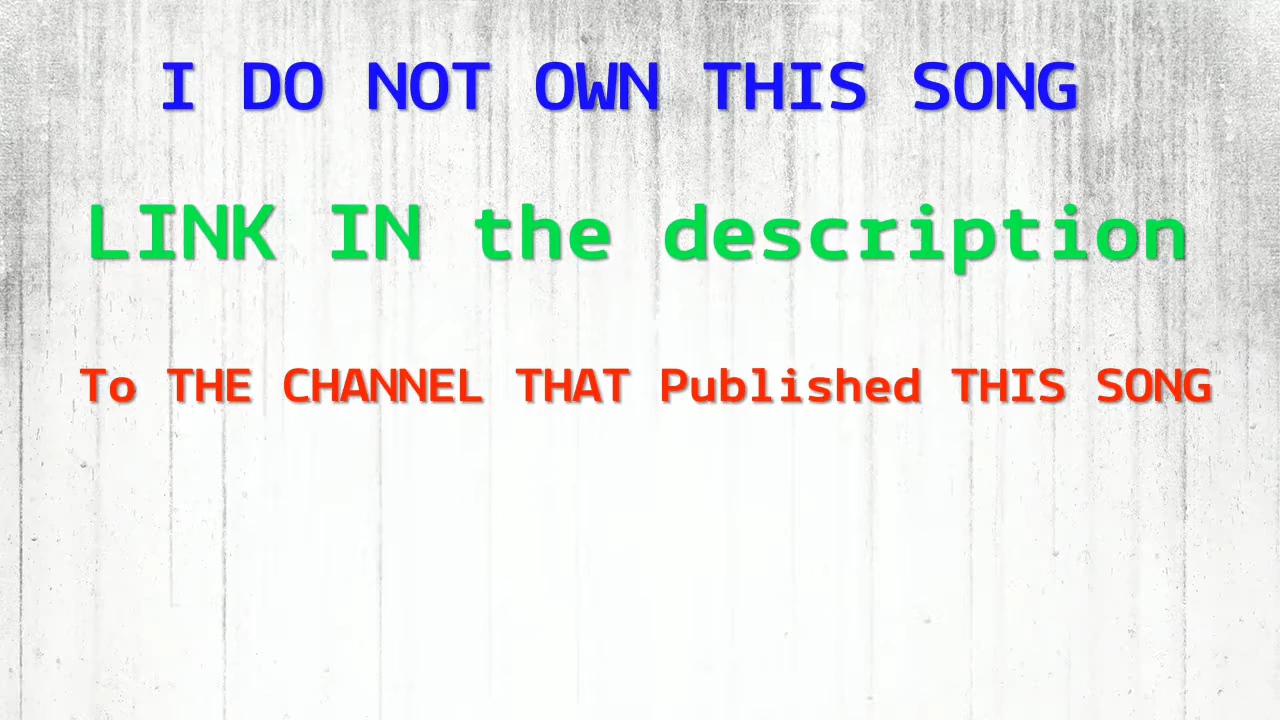 I DO NOT OWN THIS SONG
LINK IN the description
To THE CHANNEL THAT Published THIS SONG